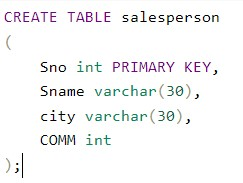 CREATE TABLE salesperson
(
    Sno int PRIMARY KEY,
    Sname varchar(30),
    city varchar(30),
    COMM int
);